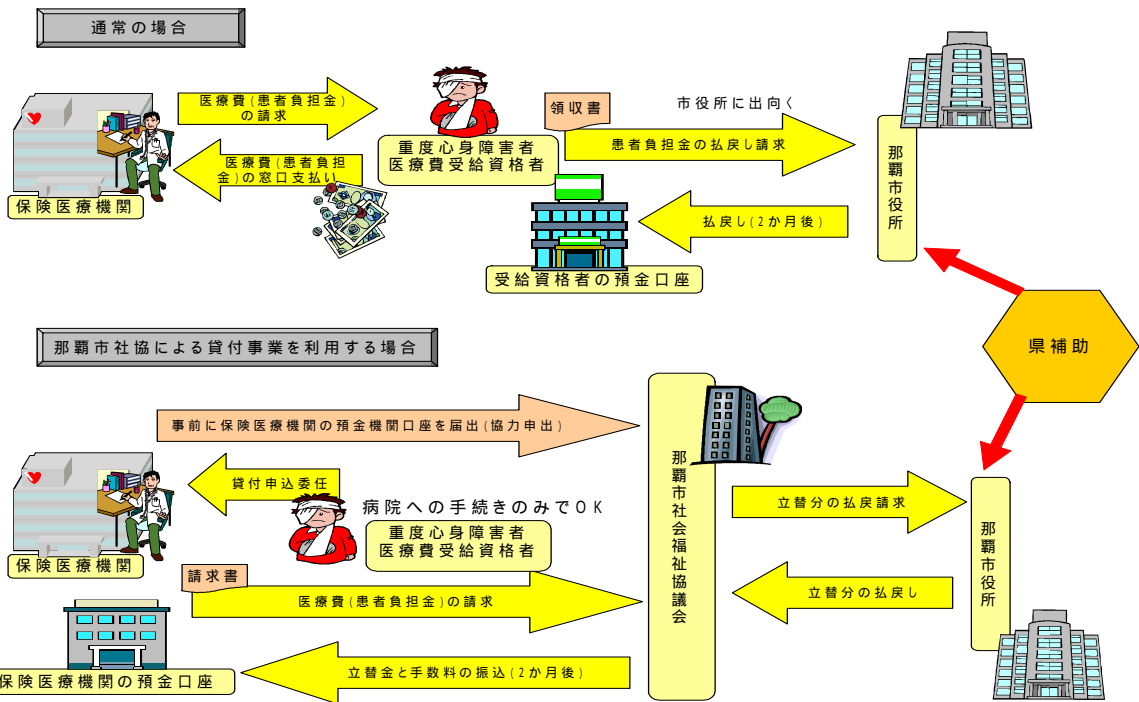 通常の場合
医療費(患者負担金)
の請求
領収書
市役所に出向く
患者負担金の払戻し請求
重度心身障害者
医療費受給資格者
医療費(患者負担
金)の窓口支払い
保険医療機関
那覇市役所
払戻し(2か月後)
受給資格者の預金口座
県補助
那覇市社協による貸付事業を利用する場合
事前に保険医療機関の預金機関口座を届出(協力申出)
貸付申込委任
病院への手続きのみでOK
重度心身障害者
医療費受給資格者
保険医療機関
那覇市社会福祉協議会
立替分の払戻請求
那覇市役所
請求書
医療費(患者負担金)の請求
立替分の払戻し
立替金と手数料の振込(2か月後)
保険医療機関の預金口座